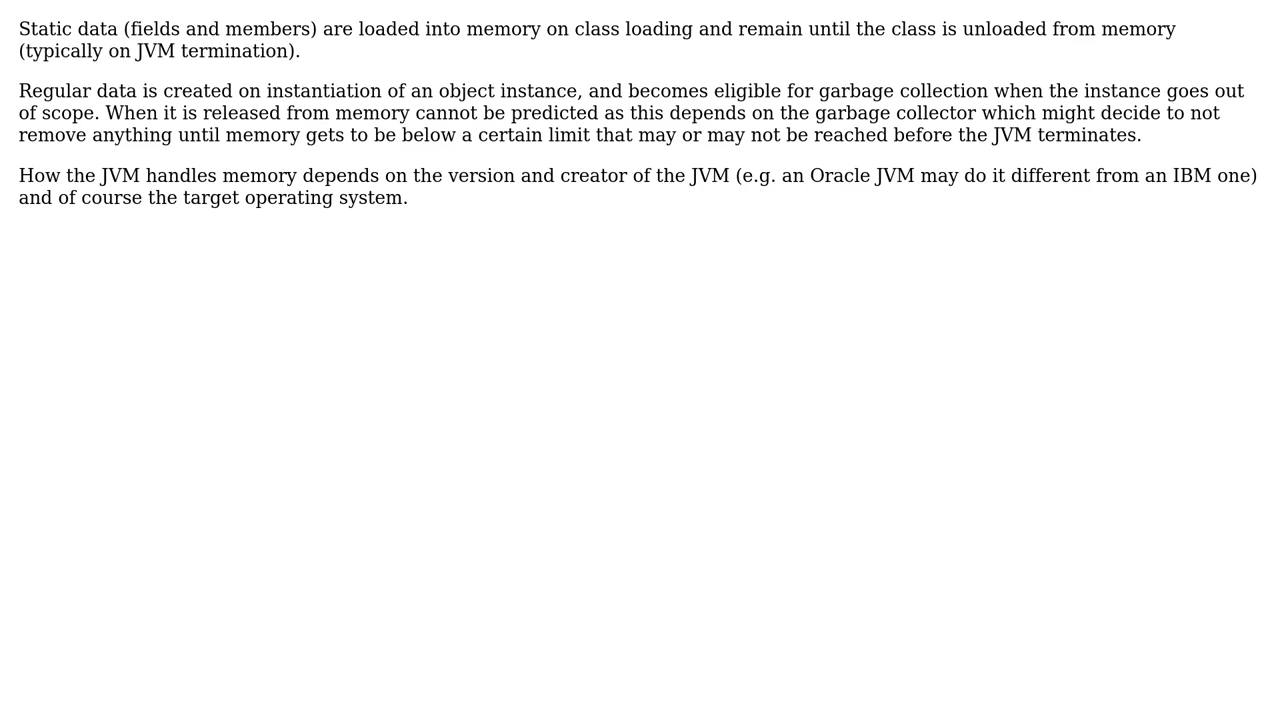 Static data (fields and members) are loaded into memory on class loading and remain until the class is unloaded from memory
(typically on JVM termination).
Regular data is created on instantiation of an object instance, and becomes eligible for garbage collection when the instance goes out
of scope. When it is released from memory cannot be predicted as this depends on the garbage collector which might decide to not
remove anything until memory gets to be below a certain limit that may or may not be reached before the JVM terminates.
How the JVM handles memory depends on the version and creator of the JVM (e.g. an Oracle JVM may do it different from an IBM one)
and of course the target operating system.